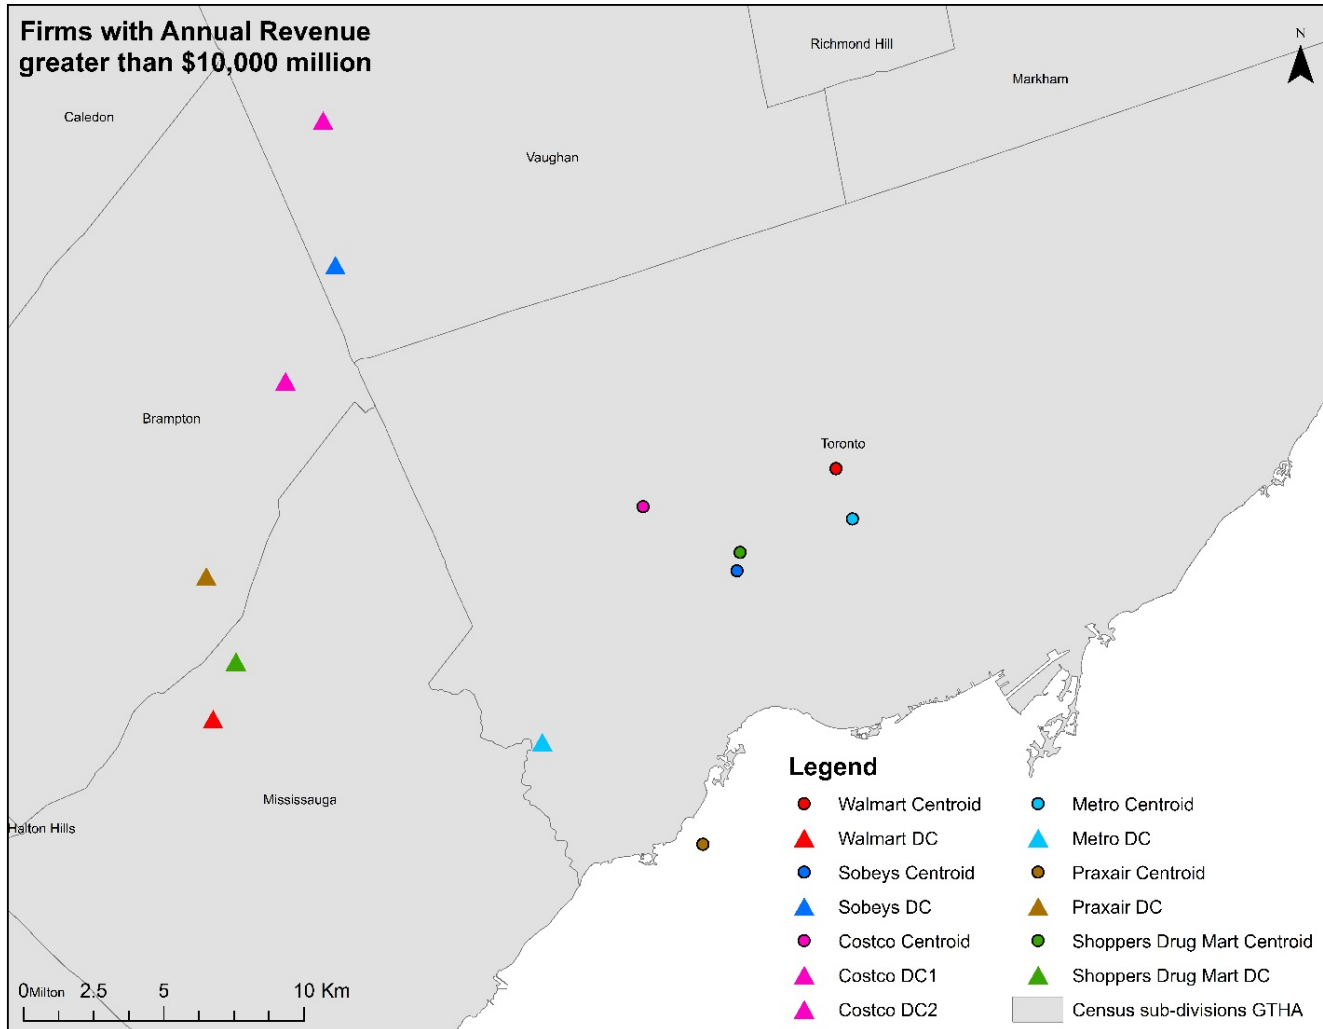 Firms with Annual Revenue
greater than $10,000 million
N
Richmond Hill
Markham
Caledon
Vaughan
Brampton
Toronto
Mississauga
Halton Hills
Legend
Walmart Centroid
Metro Centroid
Walmart DC
Metro DC
Sobeys Centroid
Praxair Centroid
Sobeys DC
Praxair DC
Costco Centroid
Shoppers Drug Mart Centroid
Costco DC1
Shoppers Drug Mart DC
Costco DC2
Census sub-divisions GTHA
0 Milton 2.5 5 10 Km